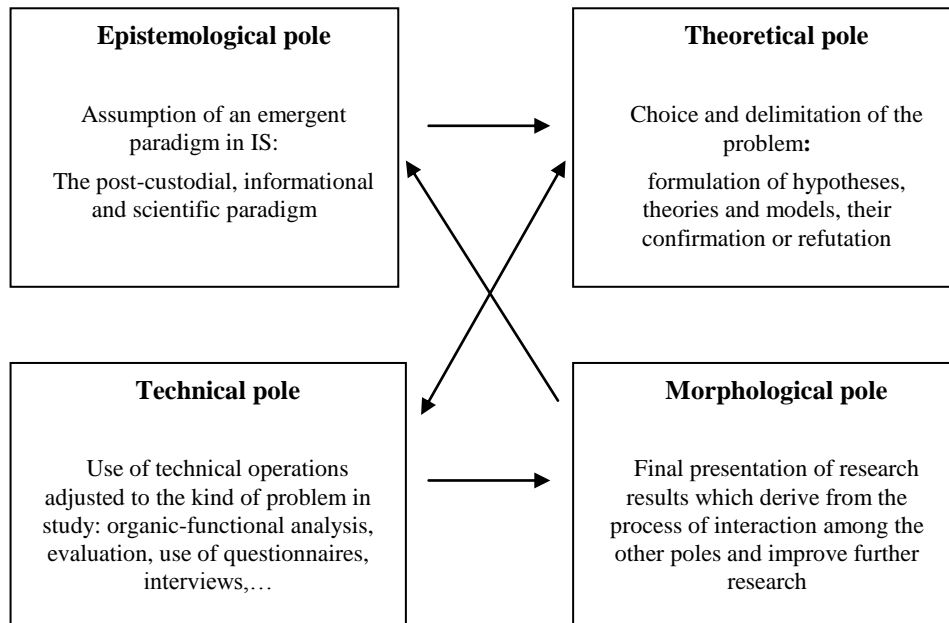 Epistemological pole
Assumption of an emergent
paradigm in IS:
The post-custodial, informational
and scientific paradigm
Theoretical pole
Choice and delimitation of the
problem:
formulation of hypotheses,
theories and models, their
confirmation or refutation
Technical pole
Use of technical operations
adjusted to the kind of problem in
study: organic-functional analysis,
evaluation, use of questionnaires,
interviews,…
Morphological pole
Final presentation of research
results which derive from the
process of interaction among the
other poles and improve further
research